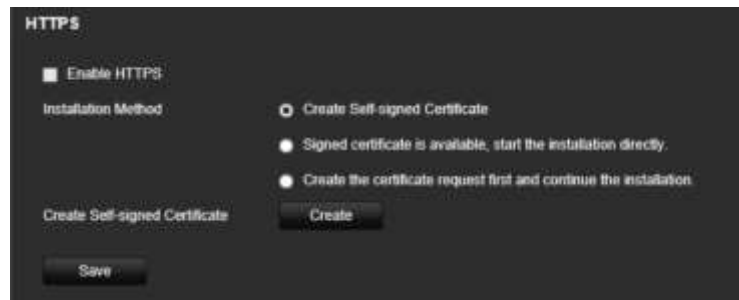 HTTPS
Enable HTTPS
Installation Method
Create Self-signed Certificate
Signed certificate is available, start the installation directly.
Create the certificate request first and continue the installation.
Create Self-signed Certificate
Create
Save